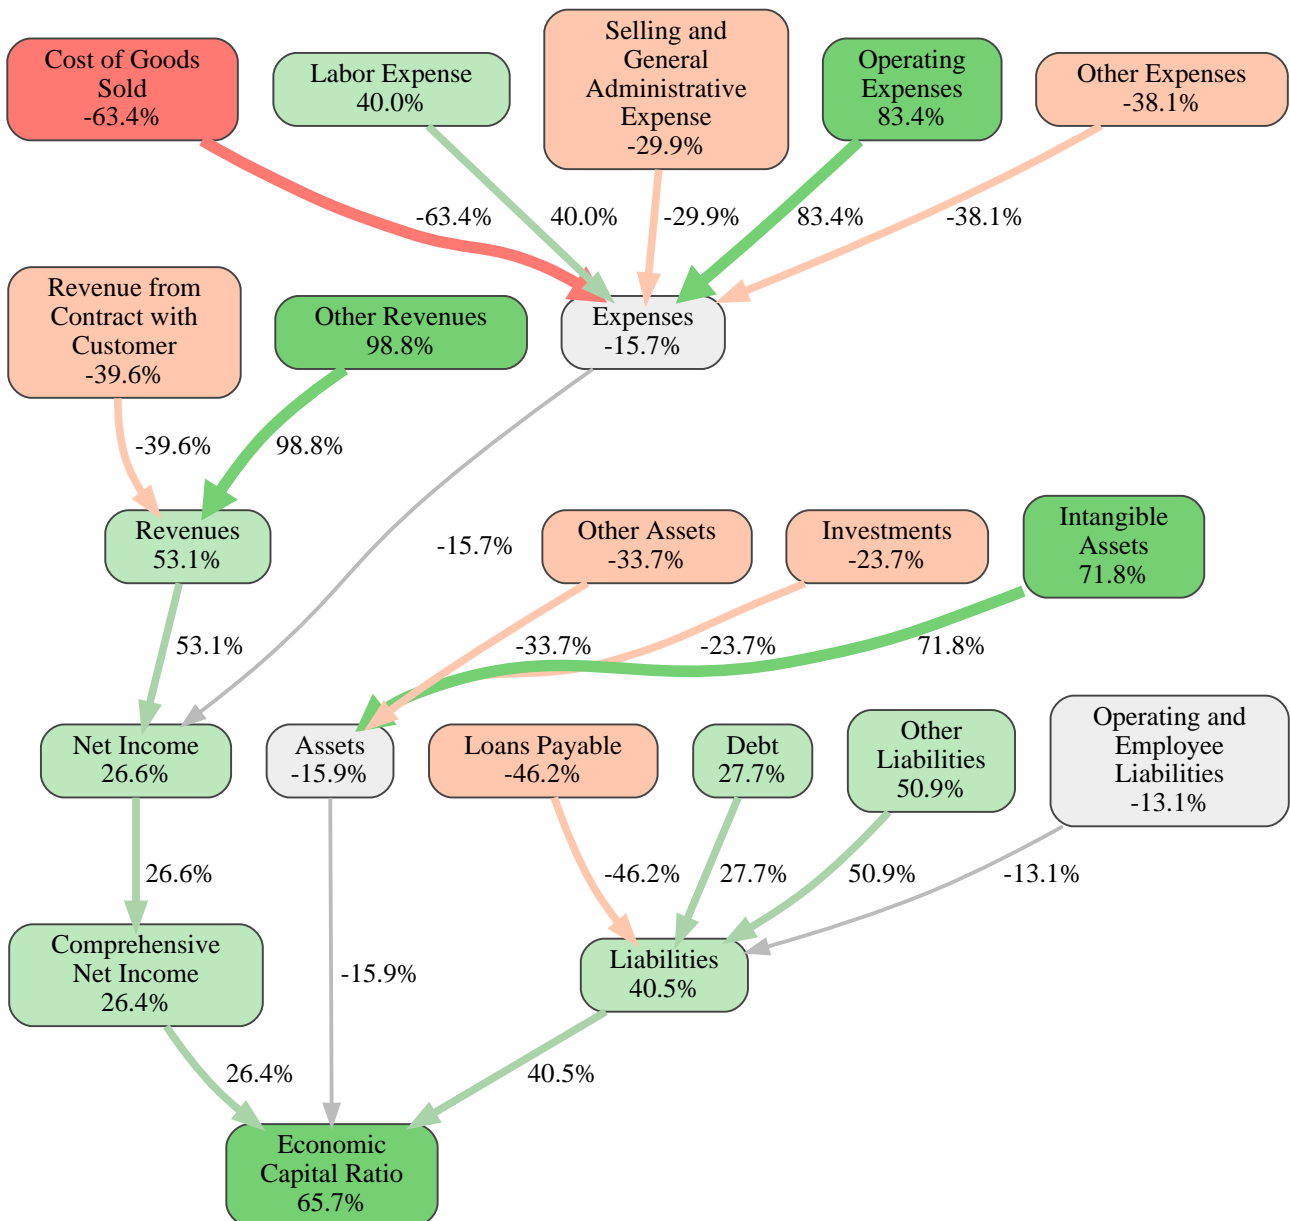 Cost of Goods
Sold
-63.4%
Labor Expense
40.0%
Selling and
General
Administrative
Expense
-29.9%
Operating
Expenses
83.4%
Other Expenses
-38.1%
-63.4%
40.0%
-29.9%
83.4%
-38.1%
Revenue from
Contract with
Customer
-39.6%
Other Revenues
98.8%
Expenses
-15.7%
-39.6%
98.8%
Revenues
53.1%
-15.7%
Other Assets
-33.7%
Investments
-23.7%
Intangible
Assets
71.8%
53.1%
-33.7%
-23.7%
71.8%
Net Income
26.6%
Assets
-15.9%
Loans Payable
-46.2%
Debt
27.7%
Other
Liabilities
50.9%
Operating and
Employee
Liabilities
-13.1%
26.6%
-46.2%
27.7%
50.9%
-13.1%
Comprehensive
Net Income
26.4%
-15.9%
Liabilities
40.5%
26.4%
40.5%
Economic
Capital Ratio
65.7%